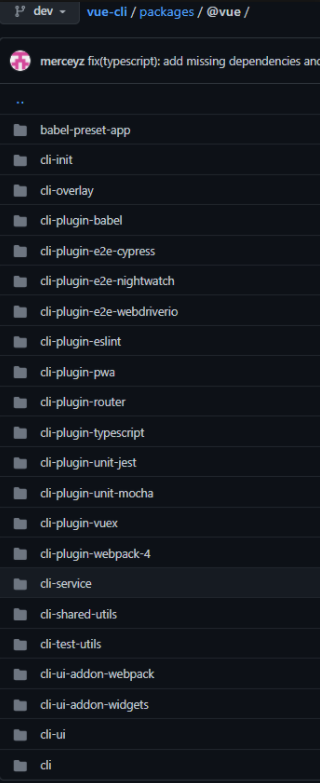 dev vue-cli / packages / @vue /
merceyz fix(typescript): add missing dependencies and
..
babel-preset-app
cli-init
cli-overlay
cli-plugin-babel
cli-plugin-e2e-cypress
cli-plugin-e2e-nightwatch
cli-plugin-e2e-webdriverio
cli-plugin-eslint
cli-plugin-pwa
cli-plugin-router
cli-plugin-typescript
cli-plugin-unit-jest
cli-plugin-unit-mocha
cli-plugin-vuex
cli-plugin-webpack-4
cli-service
cli-shared-utils
cli-test-utils
cli-ui-addon-webpack
cli-ui-addon-widgets
cli-ui
cli